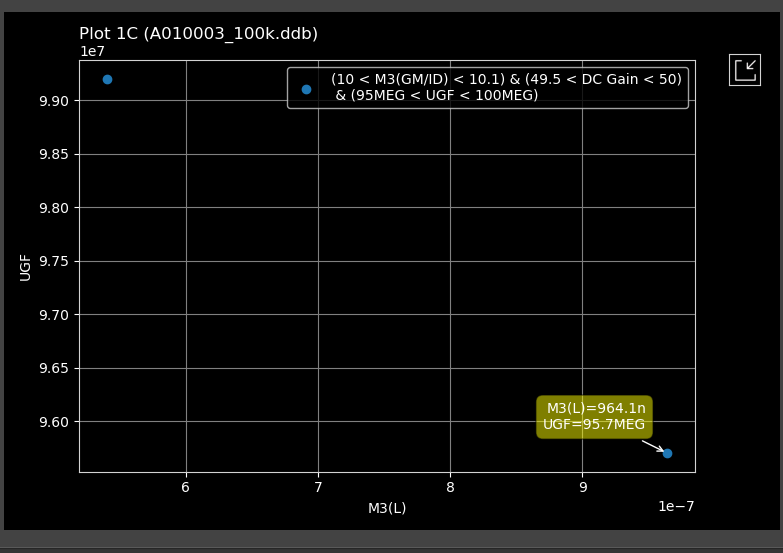 Plot 1C (A010003_100k.ddb)
1e7
(10 < M3(GM/ID) < 10.1) & (49.5 < DC Gain < 50)
& (95MEG < UGF < 100MEG)
9.90
9.85
9.80
9.75
9.70
9.65
9.60
UGF
M3(L)=964.1n
UGF=95.7MEG
6 7 8 9
1e−7
M3(L)